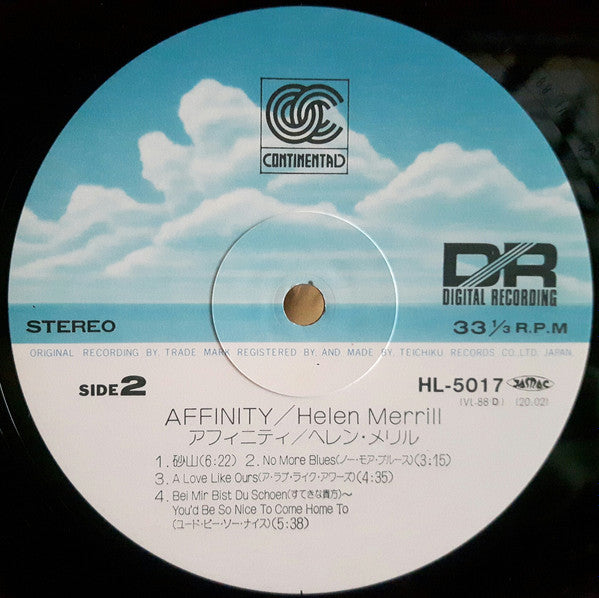 CONTINENTAL
DR
DIGITAL RECORDING
STEREO
33 1/3 R.P.M
ORIGINAL RECORDING BY TRADE MARK REGISTERED BY AND MADE BY, TEICHIKU RECORDS CO., LTD. JAPAN.
SIDE 2
HL-5017 JASRAC
(VL-88 D) (20.02)
AFFINITY/Helen Merrill
アフィニティ/ヘレン・メリル
1. 砂山(6:22) 2. No More Blues(ノー・モア・ブルース)(3:15)
3. A Love Like Ours(ア・ラブ・ライク・アワーズ)(4:35)
4. Bei Mir Bist Du Schoen(すてきな貴方)〜
You'd Be So Nice To Come Home To
(ユード・ビー・ソー・ナイス)(5:38)